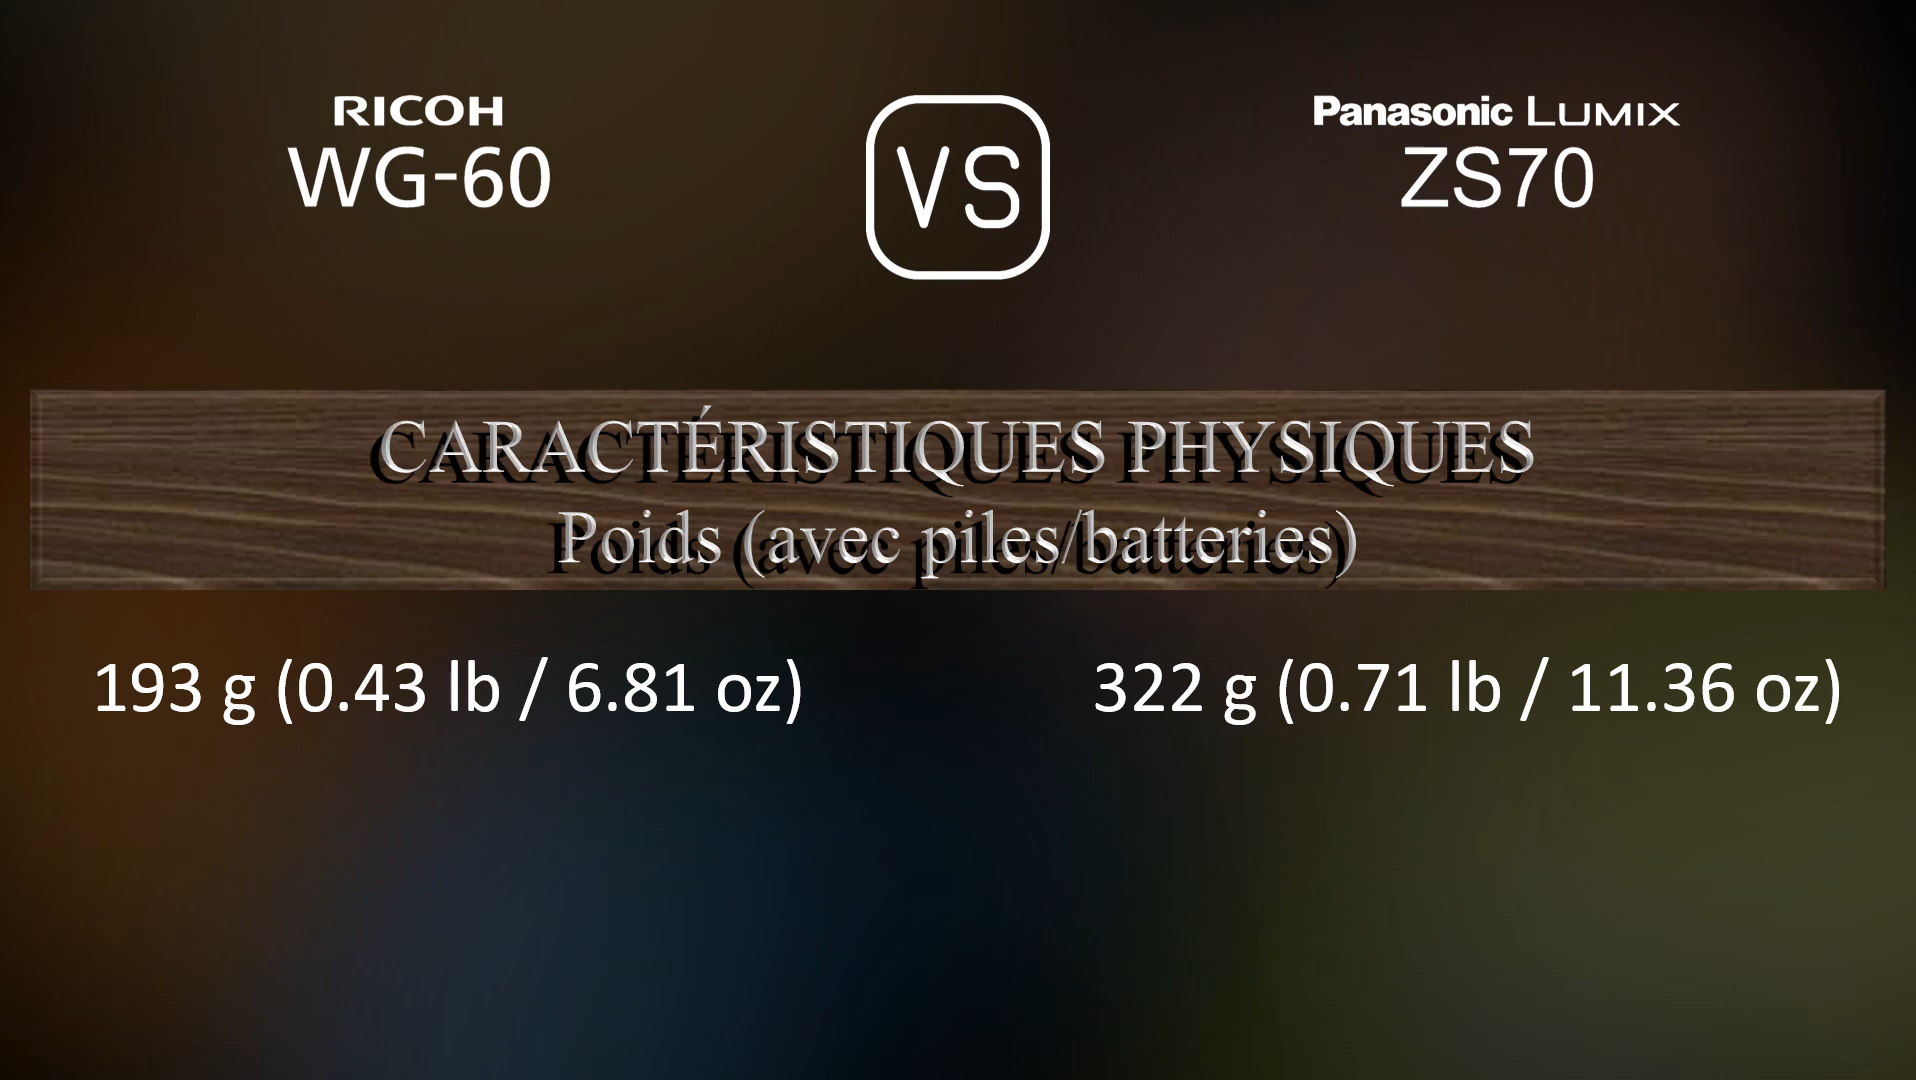 RICOH
WG-60
VS
Panasonic LUMIX
ZS70
CARACTÉRISTIQUES PHYSIQUES
Poids (avec piles/batteries)
193 g (0.43 lb / 6.81 oz)
322 g (0.71 lb / 11.36 oz)